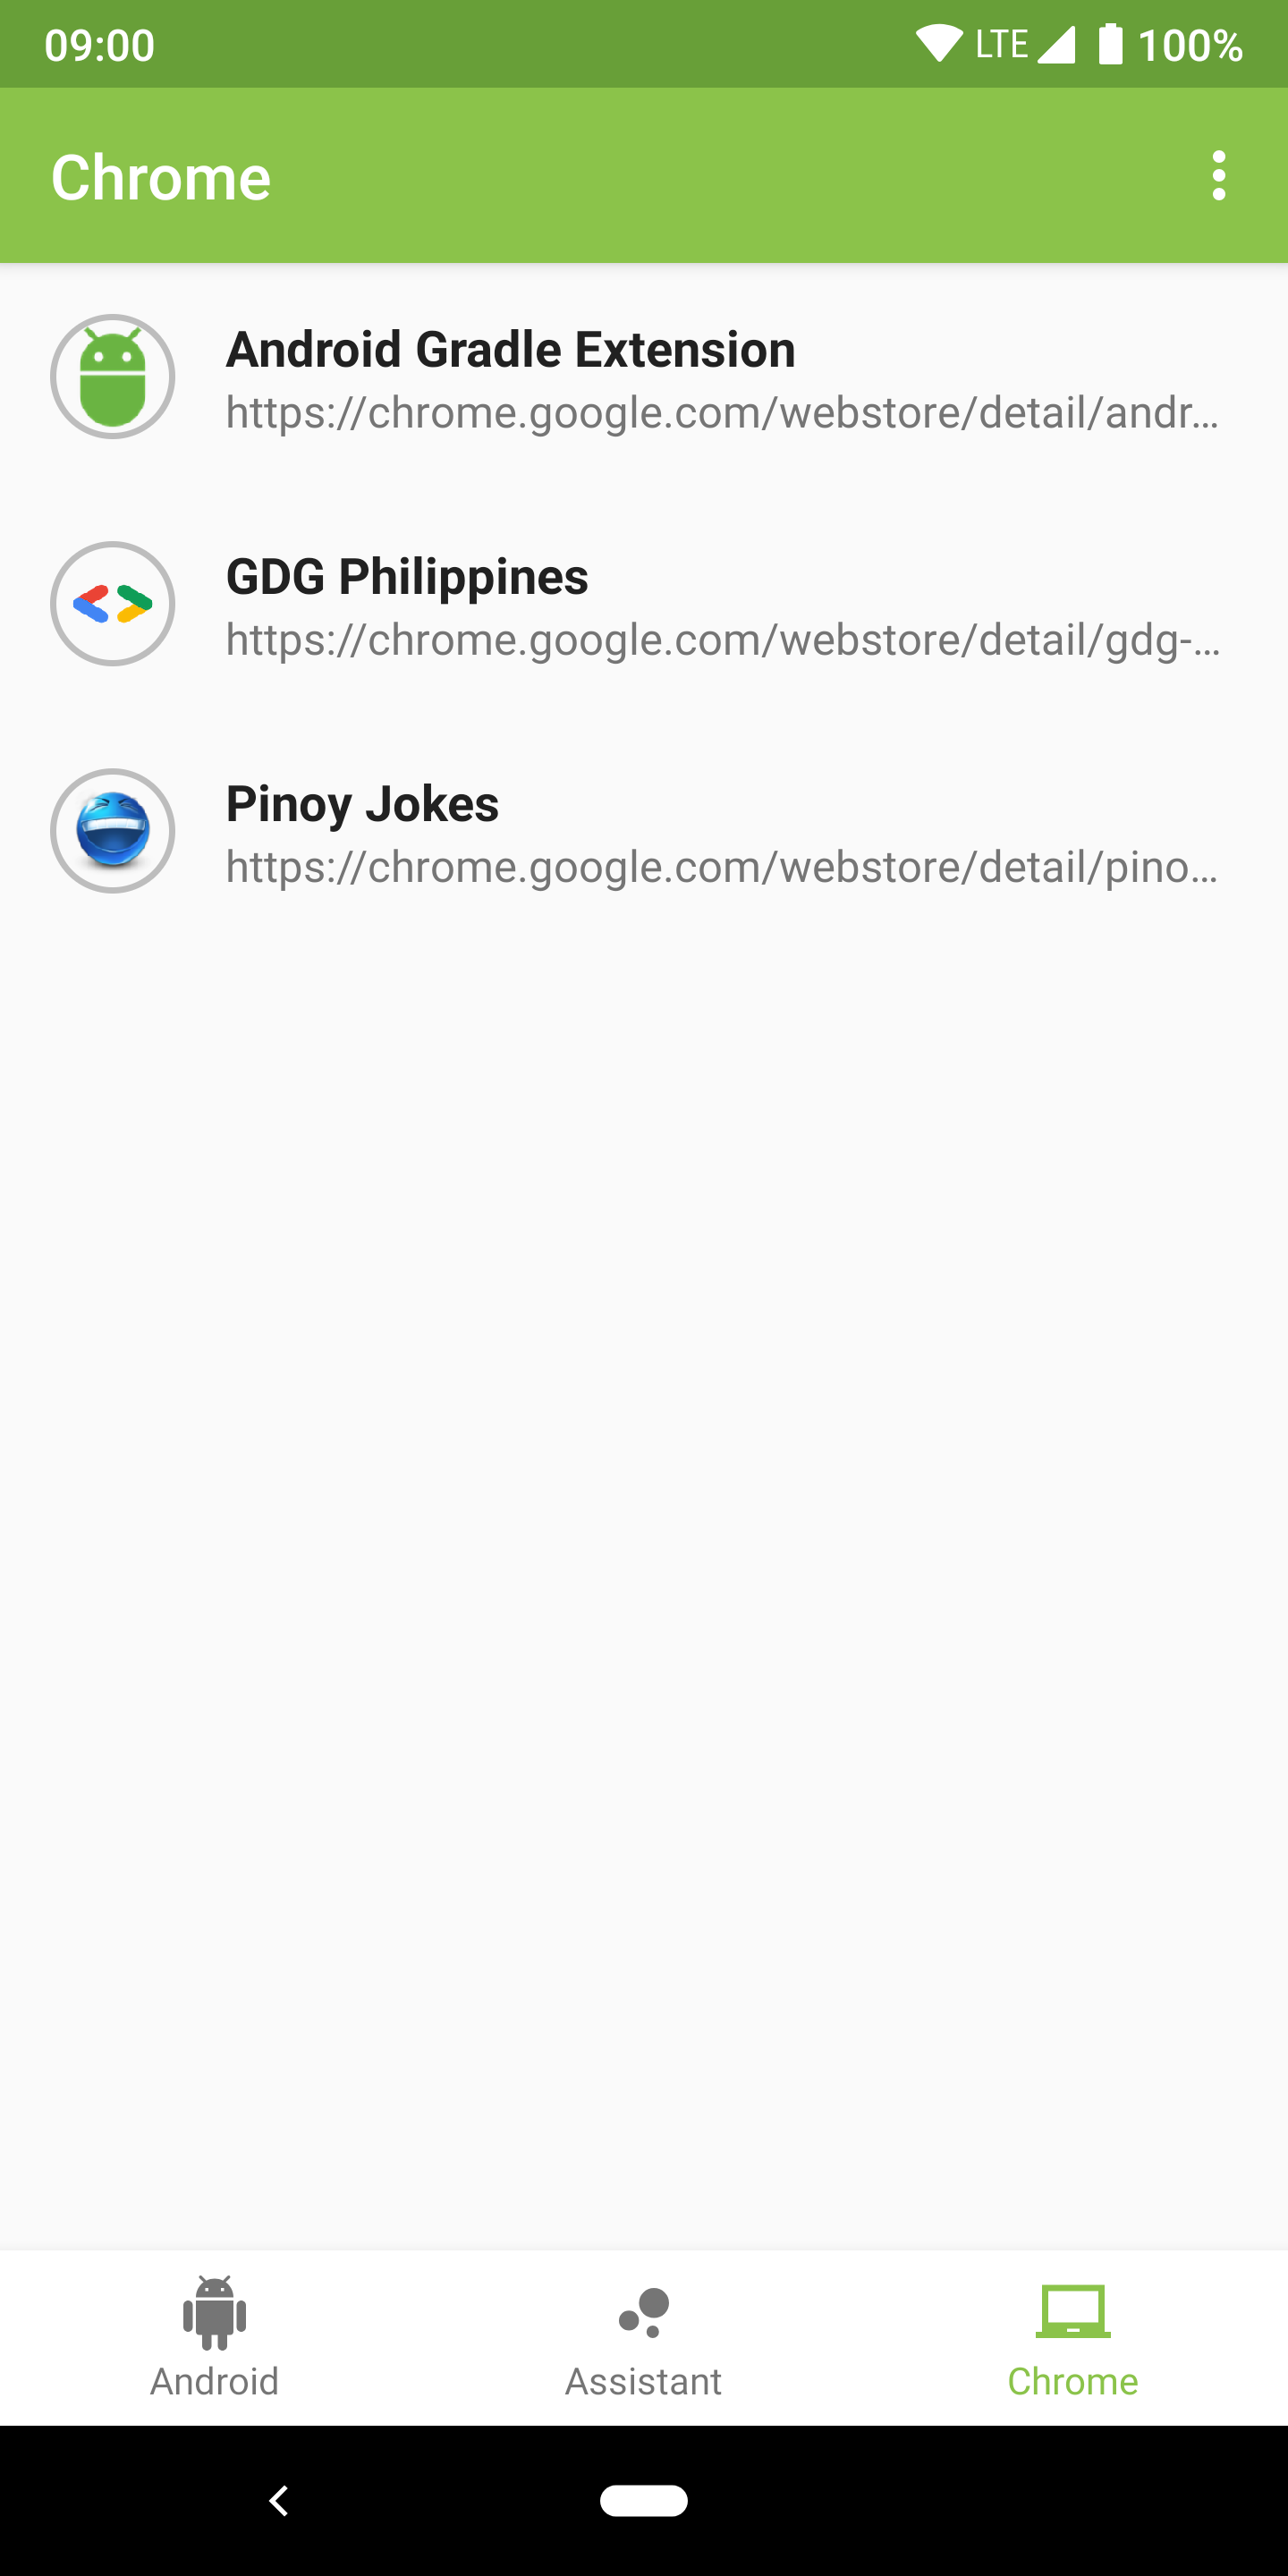 09:00 LTE 100%
Chrome
Android Gradle Extension
https://chrome.google.com/webstore/detail/andr...
GDG Philippines
https://chrome.google.com/webstore/detail/gdg-...
Pinoy Jokes
https://chrome.google.com/webstore/detail/pino...
Android Assistant Chrome